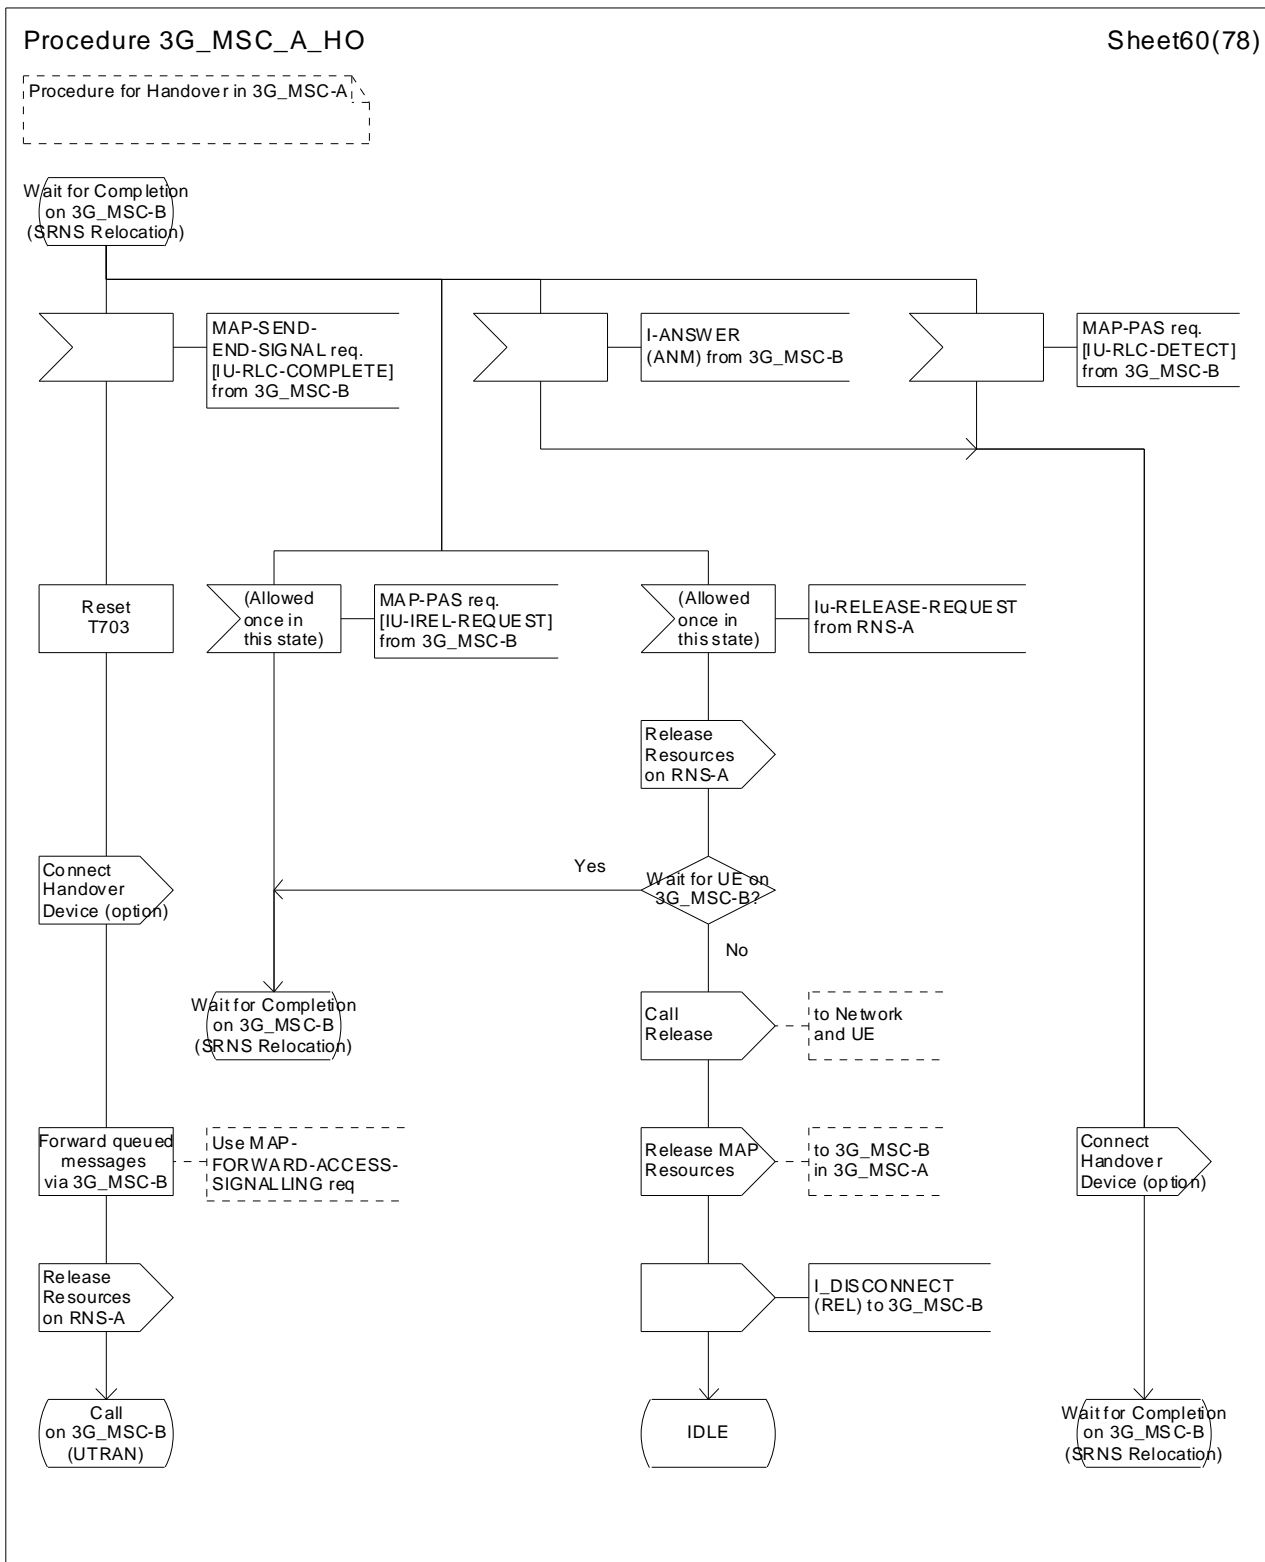 Procedure 3G_MSC_A_HO
Sheet60(78)
Procedure for Handover in 3G_MSC-A
Wait for Completion
on 3G_MSC-B
(SRNS Relocation)
MAP-SEND-
END-SIGNAL req.
[IU-RLC-COMPLETE]
from 3G_MSC-B
I-ANSWER
(ANM) from 3G_MSC-B
MAP-PAS req.
[IU-RLC-DETECT]
from 3G_MSC-B
Reset
T703
(Allowed
once in
this state)
MAP-PAS req.
[IU-IREL-REQUEST]
from 3G_MSC-B
(Allowed
once in
this state)
Iu-RELEASE-REQUEST
from RNS-A
Release
Resources
on RNS-A
Connect
Handover
Device (option)
Yes
Wait for UE on
3G_MSC-B?
No
Wait for Completion
on 3G_MSC-B
(SRNS Relocation)
Call
Release
to Network
and UE
Forward queued
messages
via 3G_MSC-B
Use MAP-
FORWARD-ACCESS-
SIGNALLING req
Release MAP
Resources
to 3G_MSC-B
in 3G_MSC-A
Connect
Handover
Device (option)
Release
Resources
on RNS-A
I_DISCONNECT
(REL) to 3G_MSC-B
Call
on 3G_MSC-B
(UTRAN)
IDLE
Wait for Completion
on 3G_MSC-B
(SRNS Relocation)